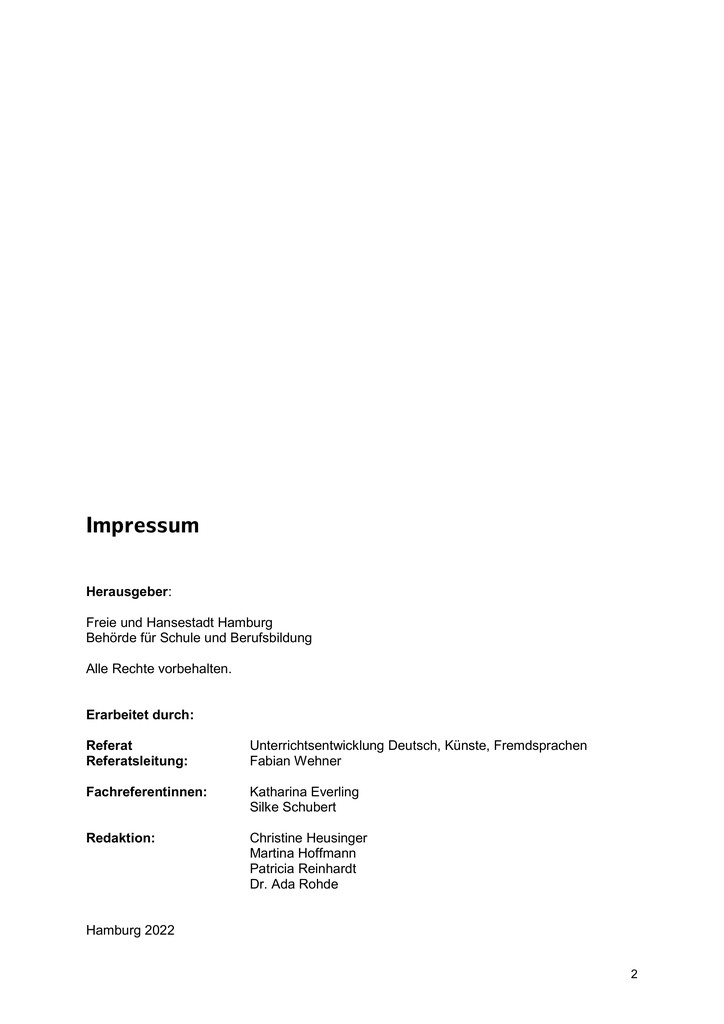 Impressum
Herausgeber:
Freie und Hansestadt Hamburg
Behörde für Schule und Berufsbildung
Alle Rechte vorbehalten.
Erarbeitet durch:
Referat Unterrichtsentwicklung Deutsch, Künste, Fremdsprachen
Referatsleitung: Fabian Wehner
Fachreferentinnen: Katharina Everling
Silke Schubert
Redaktion: Christine Heusinger
Martina Hoffmann
Patricia Reinhardt
Dr. Ada Rohde
Hamburg 2022
2